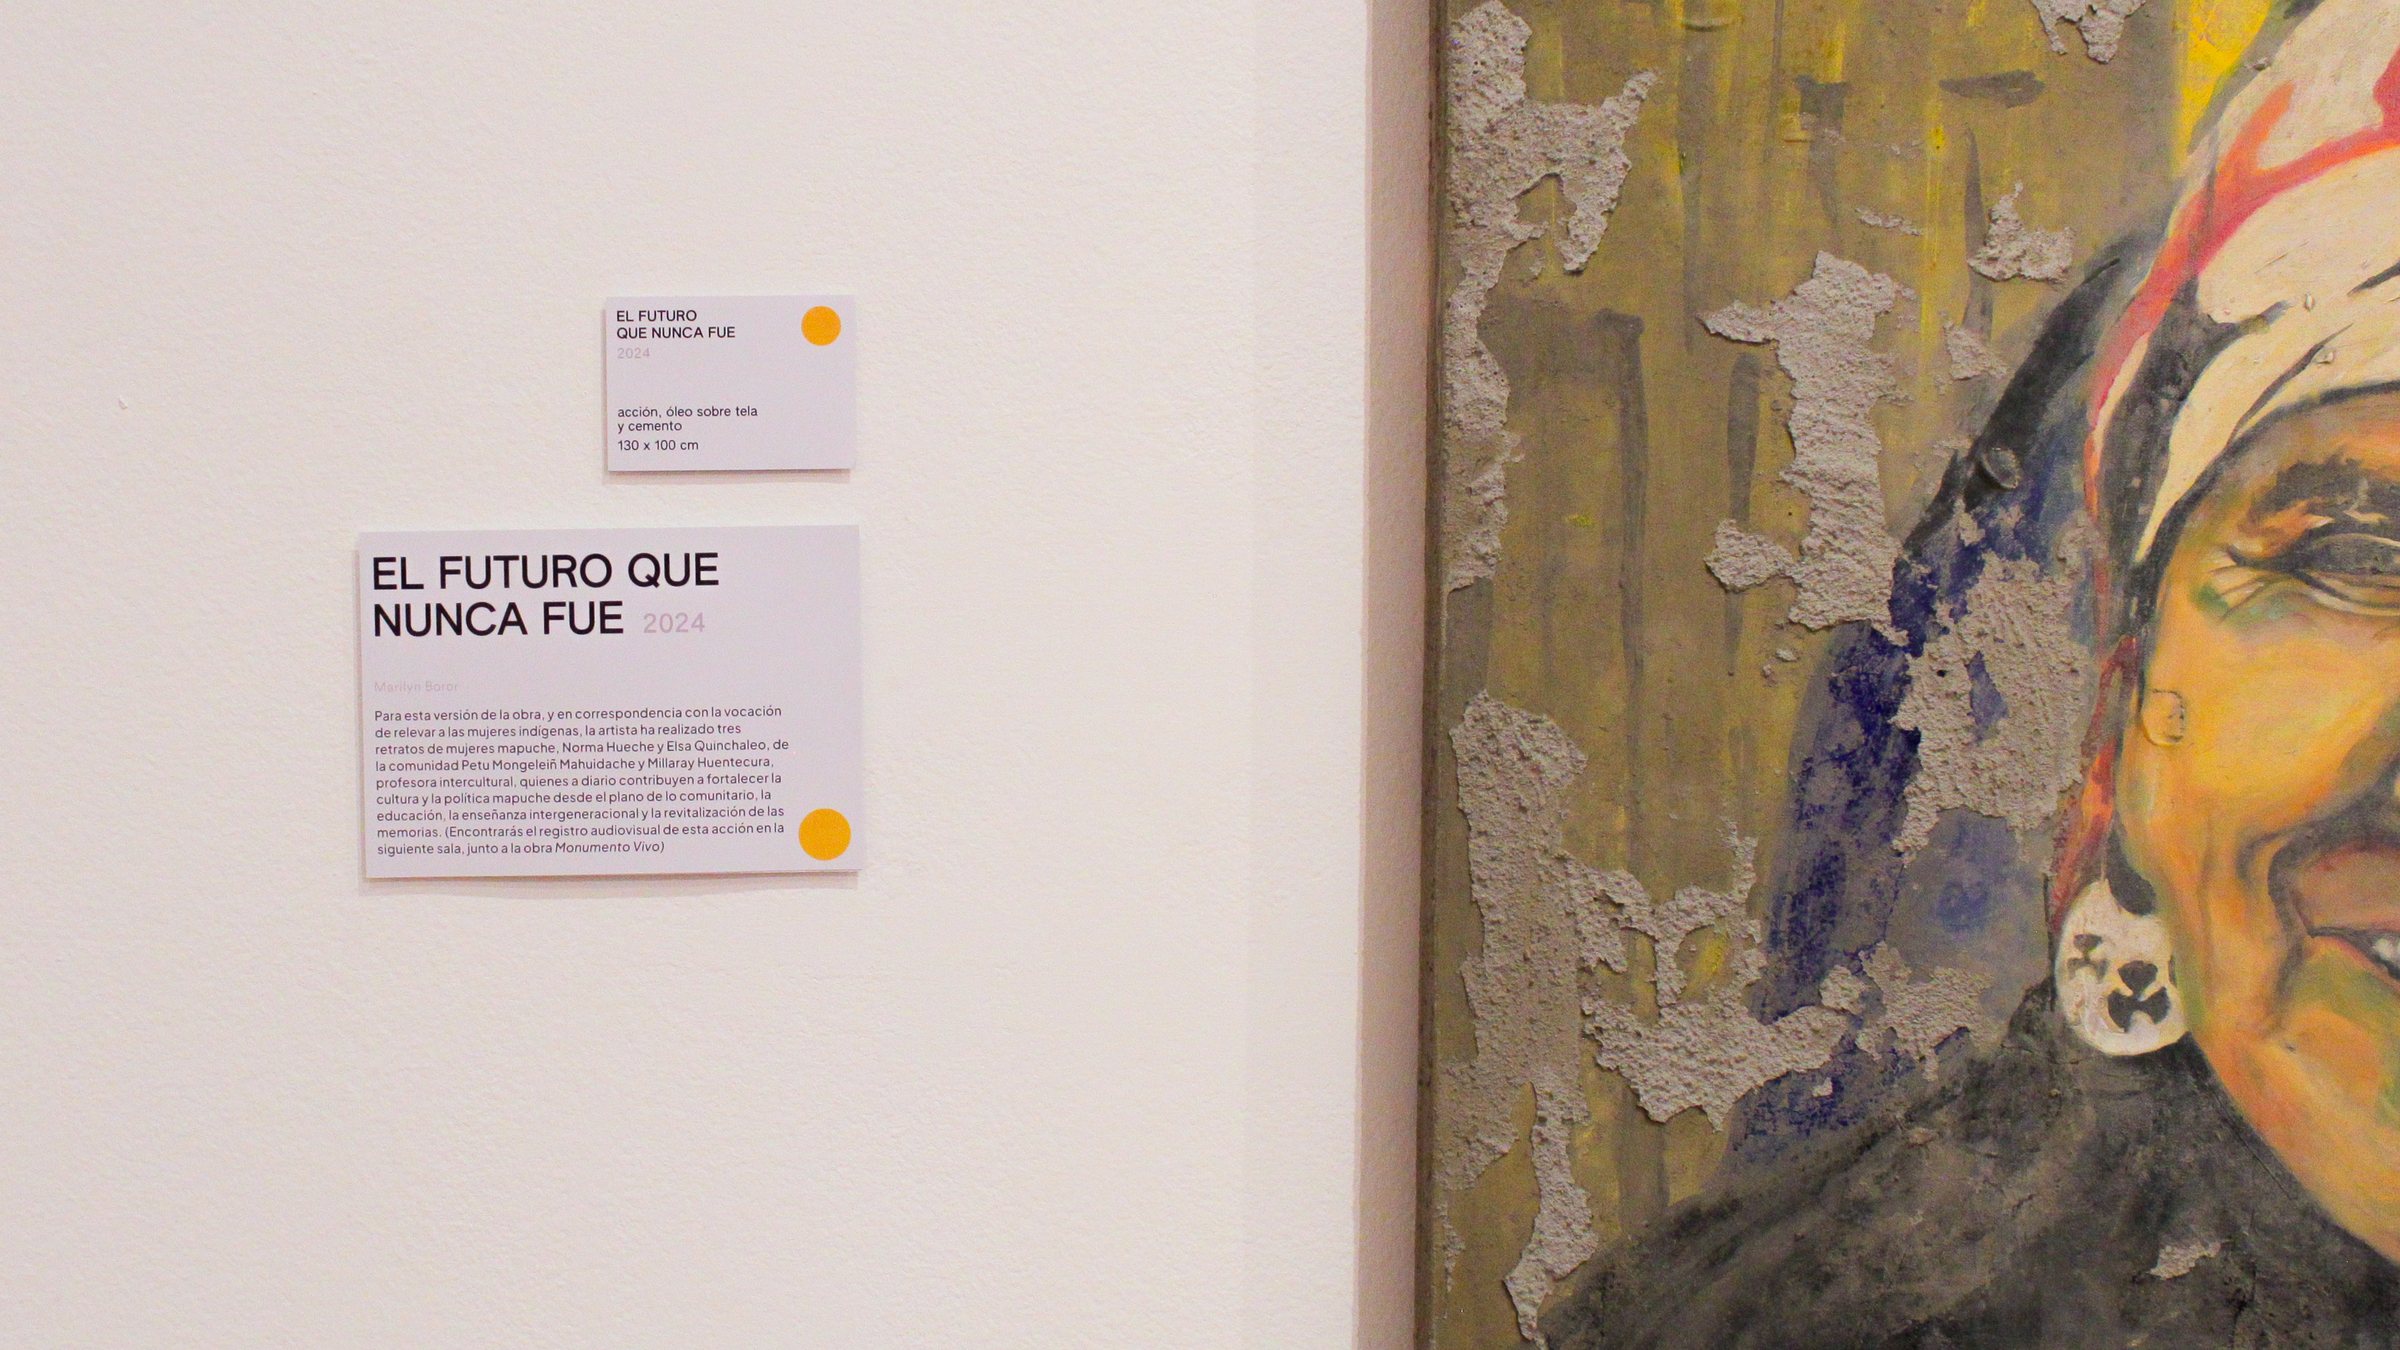 EL FUTURO
QUE NUNCA FUE
2024
acción, óleo sobre tela
y cemento
130 x 100 cm
EL FUTURO QUE
NUNCA FUE 2024
Marilyn Boror
Para esta versión de la obra, y en correspondencia con la vocación
de relevar a las mujeres indígenas, la artista ha realizado tres
retratos de mujeres mapuche, Norma Hueche y Elsa Quinchaleo, de
la comunidad Petu Mongeleiñ Mahuidache y Millaray Huentecura,
profesora intercultural, quienes a diario contribuyen a fortalecer la
cultura y la política mapuche desde el plano de lo comunitario, la
educación, la enseñanza intergeneracional y la revitalización de las
memorias. (Encontrarás el registro audiovisual de esta acción en la
siguiente sala, junto a la obra Monumento Vivo)